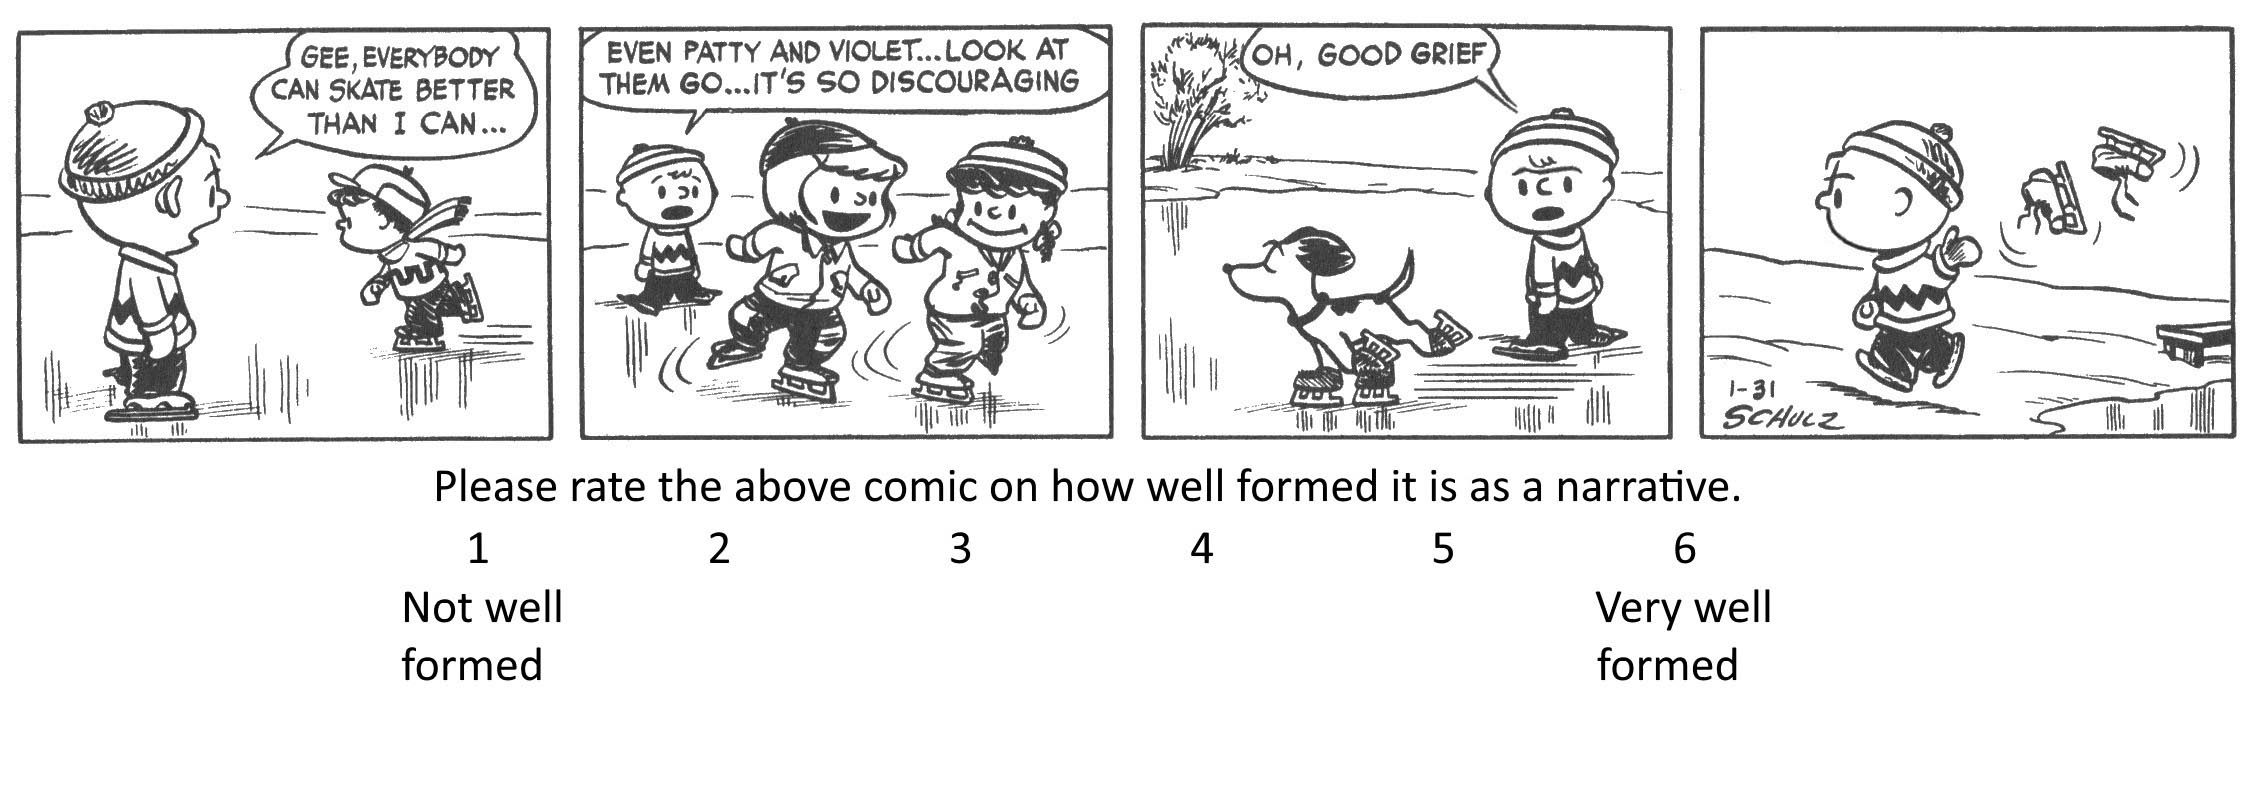 GEE, EVERYBODY
CAN SKATE BETTER
THAN I CAN...
EVEN PATTY AND VIOLET...LOOK AT
THEM GO...IT'S SO DISCOURAGING
OH, GOOD GRIEF
1-31
SCHULZ
Please rate the above comic on how well formed it is as a narrative.
1 2 3 4 5 6
Not well
formed
Very well
formed